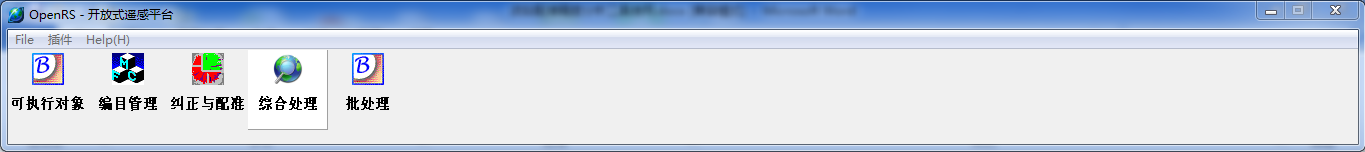 OpenRS - 开放式遥感平台
File 插件 Help(H)
可执行对象 编目管理 纠正与配准 综合处理 批处理